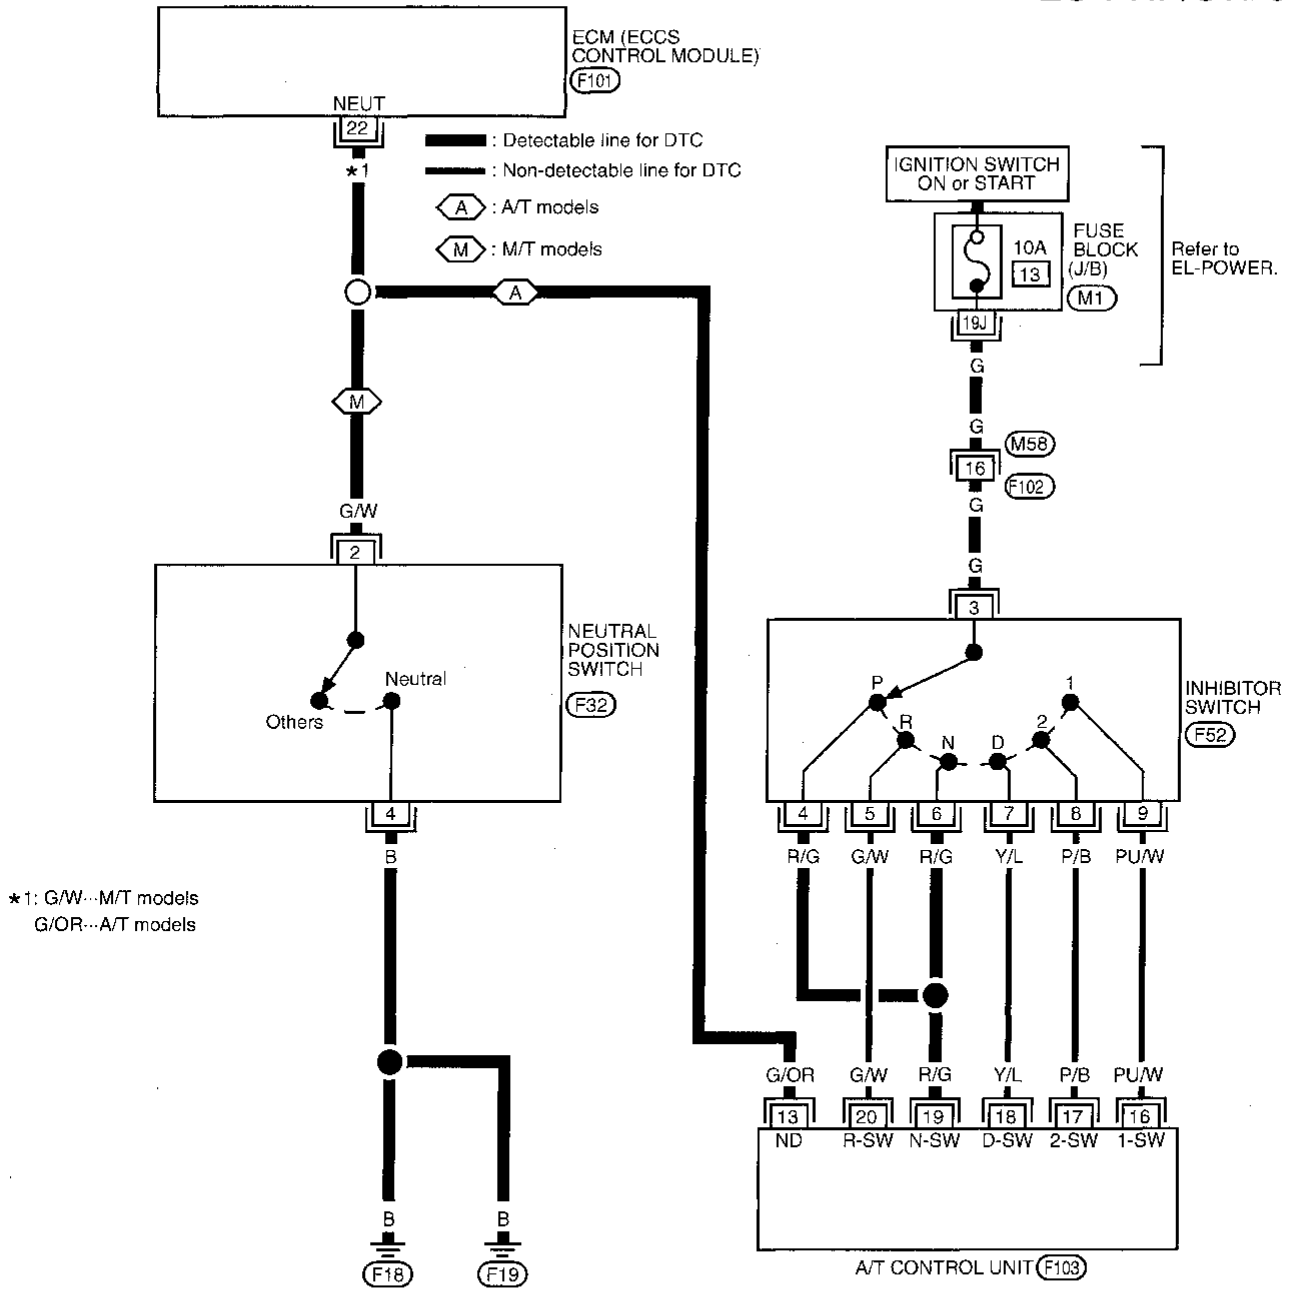 ECM (ECCS
CONTROL MODULE)
F101
NEUT
22
*1
: Detectable line for DTC
: Non-detectable line for DTC
A : A/T models
M : M/T models
IGNITION SWITCH
ON or START
10A
13
FUSE
BLOCK
(J/B)
M1
Refer to
EL-POWER.
19J
G
A
M
G
M58
16
F102
G
G/W
2
G
3
NEUTRAL
POSITION
SWITCH
F32
Neutral
Others
4
B
INHIBITOR
SWITCH
F52
P
R
N
D
2
1
4 5 6 7 8 9
R/G G/W R/G Y/L P/B PU/W
*1: G/W···M/T models
G/OR···A/T models
G/OR G/W R/G Y/L P/B PU/W
13 20 19 18 17 16
ND R-SW N-SW D-SW 2-SW 1-SW
B B
F18 F19
A/T CONTROL UNIT F103